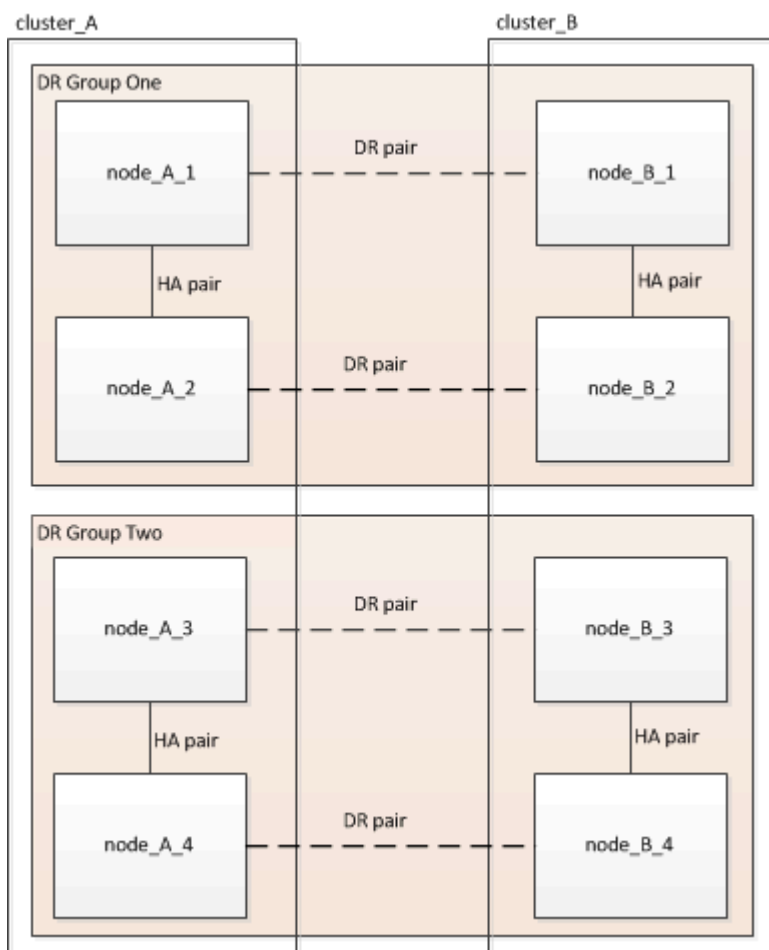 cluster_A
cluster_B
DR Group One
node_A_1
DR pair
node_B_1
HA pair
HA pair
node_A_2
DR pair
node_B_2
DR Group Two
node_A_3
DR pair
node_B_3
HA pair
HA pair
node_A_4
DR pair
node_B_4